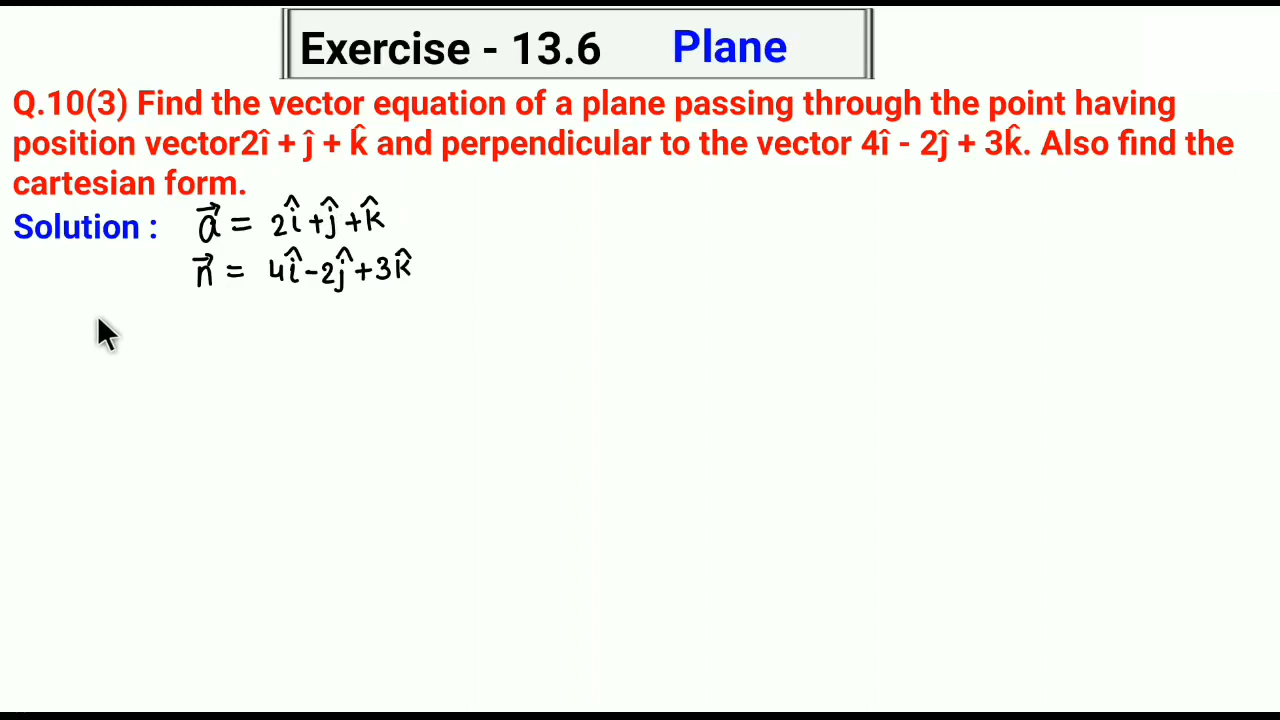 Exercise - 13.6 Plane
Q.10(3) Find the vector equation of a plane passing through the point having
position vector2î + ĵ + k̂ and perpendicular to the vector 4î - 2ĵ + 3k̂. Also find the
cartesian form.
Solution : a⃗ = 2î+ĵ+k̂
n⃗ = 4î-2ĵ+3k̂